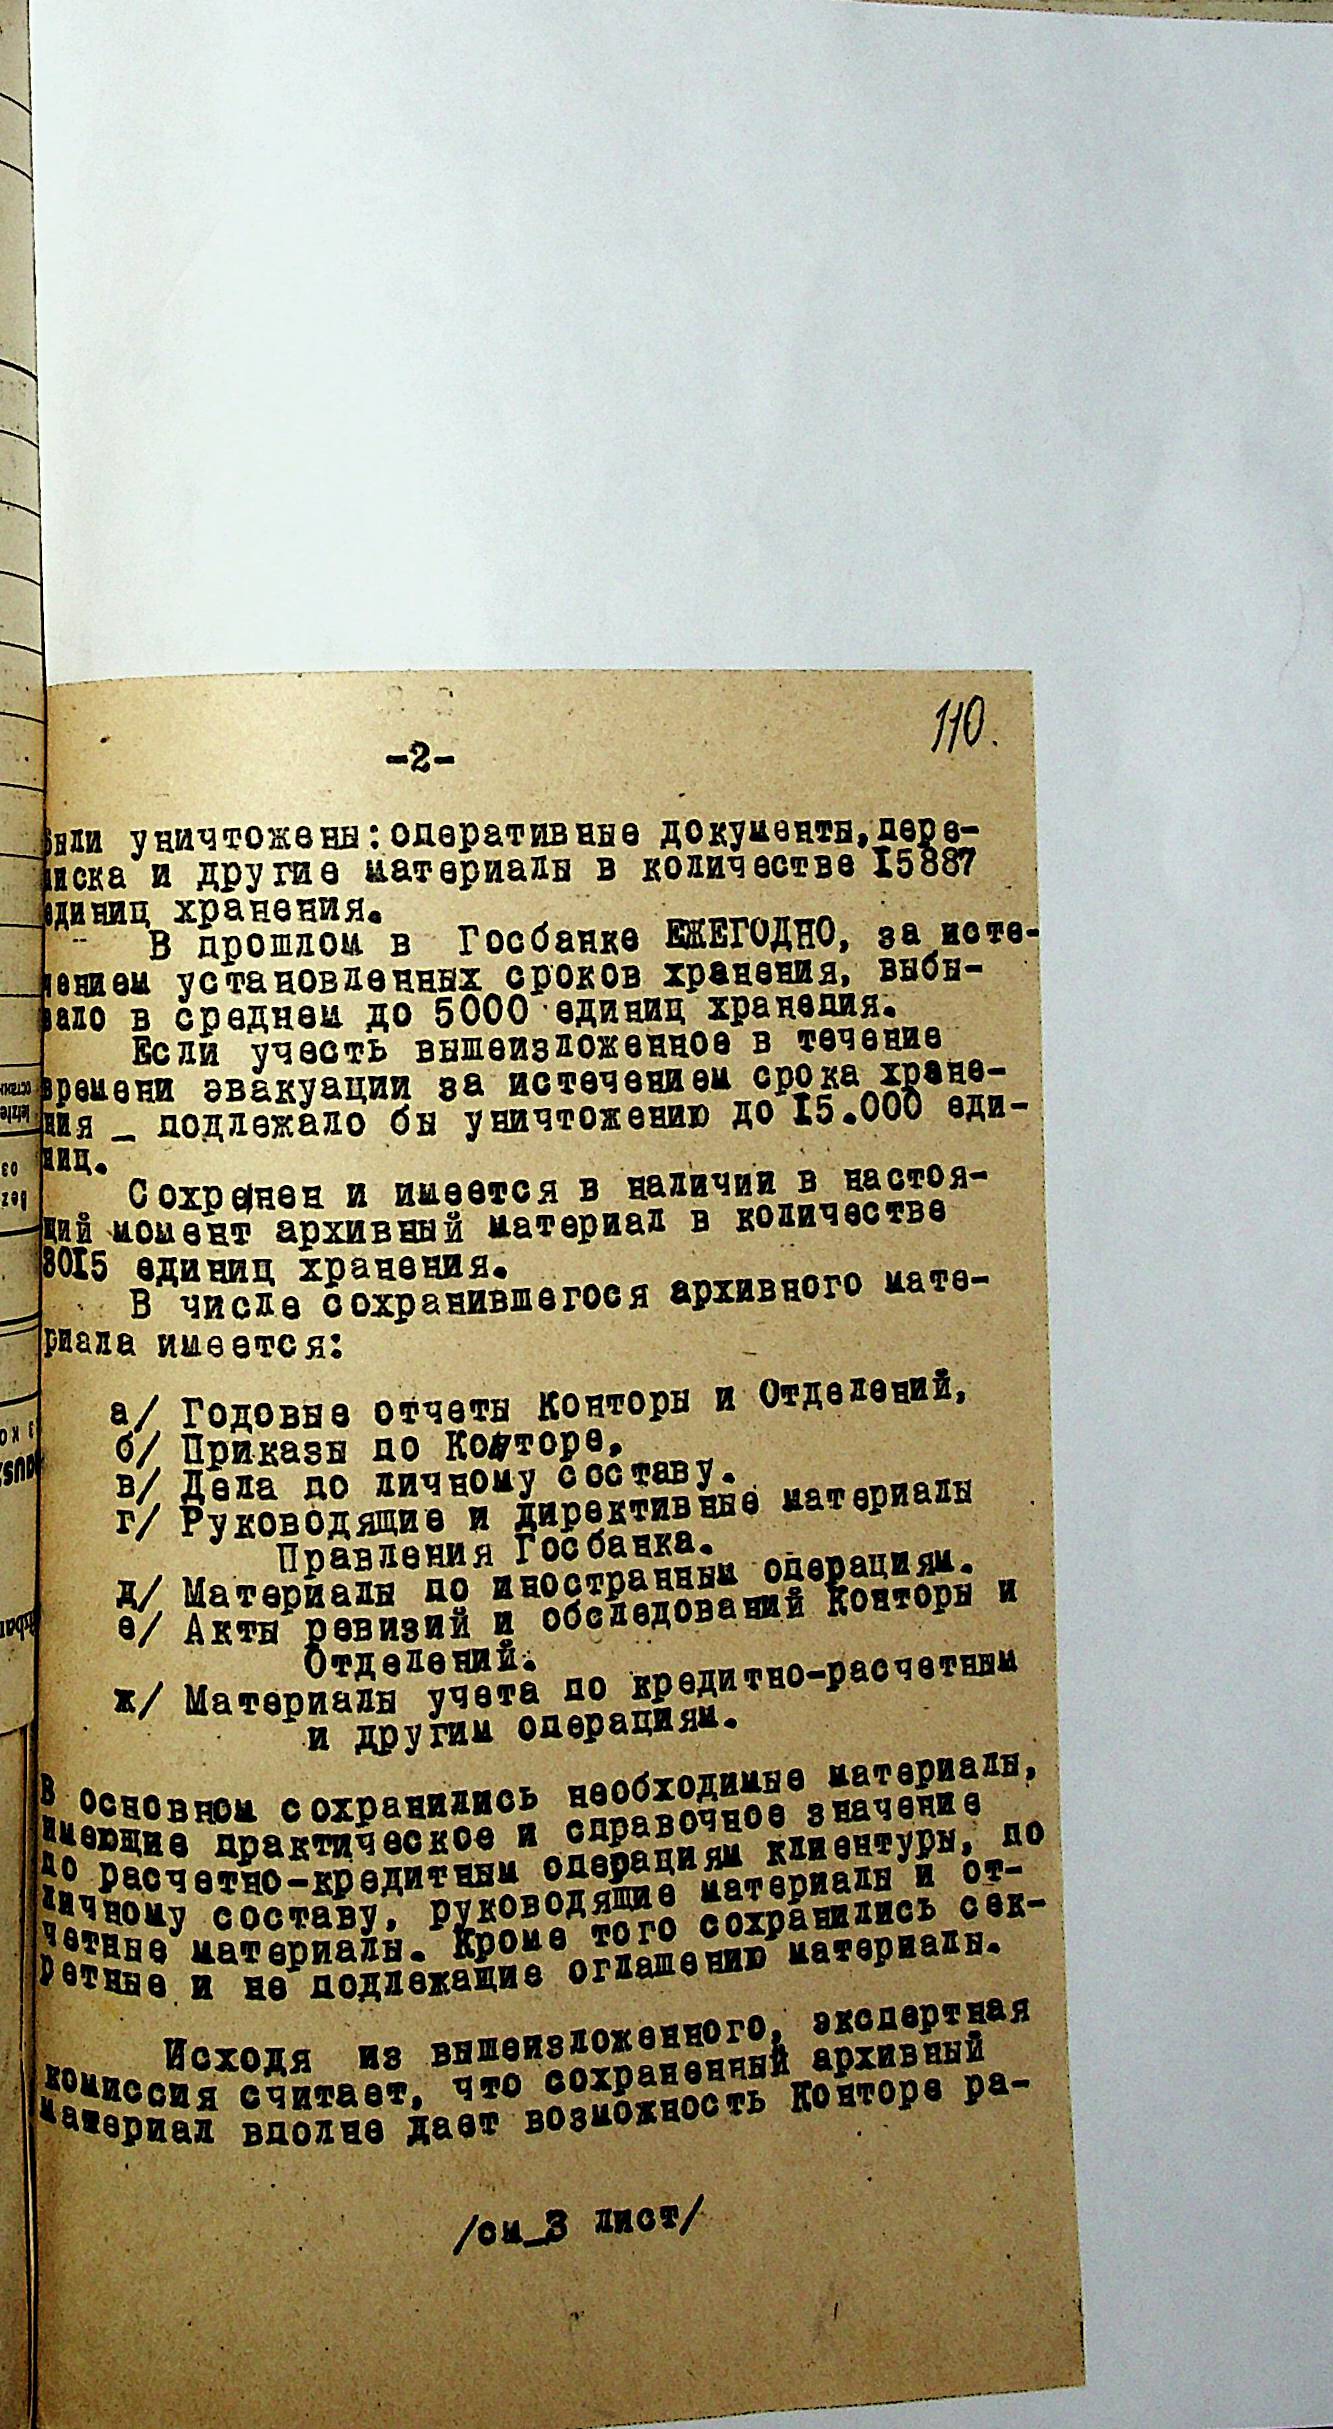 110.
-2-
были уничтожены:оперативные документы,пере-
писка и другие материалы в количестве 15887
единиц хранения.
В прошлом в Госбанке ЕЖЕГОДНО, за исте-
чением установленных сроков хранения, выбы-
вало в среднем до 5000 единиц хранения.
Если учесть вышеизложенное в течение
времени эвакуации за истечением срока хране-
ния _ подлежало бы уничтожению до 15.000 еди-
ниц.
Сохранен и имеется в наличии в настоя-
щий момент архивный материал в количестве
8015 единиц хранения.
В числе сохранившегося архивного мате-
риала имеется:
а/ Годовые отчеты Конторы и Отделений,
б/ Приказы по Конторе,
в/ Дела по личному составу.
г/ Руководящие и директивные материалы
Правления Госбанка.
д/ Материалы по иностранным операциям.
е/ Акты ревизий и обследований Конторы и
Отделений.
ж/ Материалы учета по кредитно-расчетным
и другим операциям.
В основном сохранились необходимые материалы,
имеющие практическое и справочное значение
по расчетно-кредитным операциям клиентуры, по
личному составу, руководящие материалы и от-
четные материалы. Кроме того сохранились сек-
ретные и не подлежащие оглашению материалы.
Исходя из вышеизложенного, экспертная
комиссия считает, что сохраненный архивный
материал вполне дает возможность Конторе ра-
/см_3 лист/